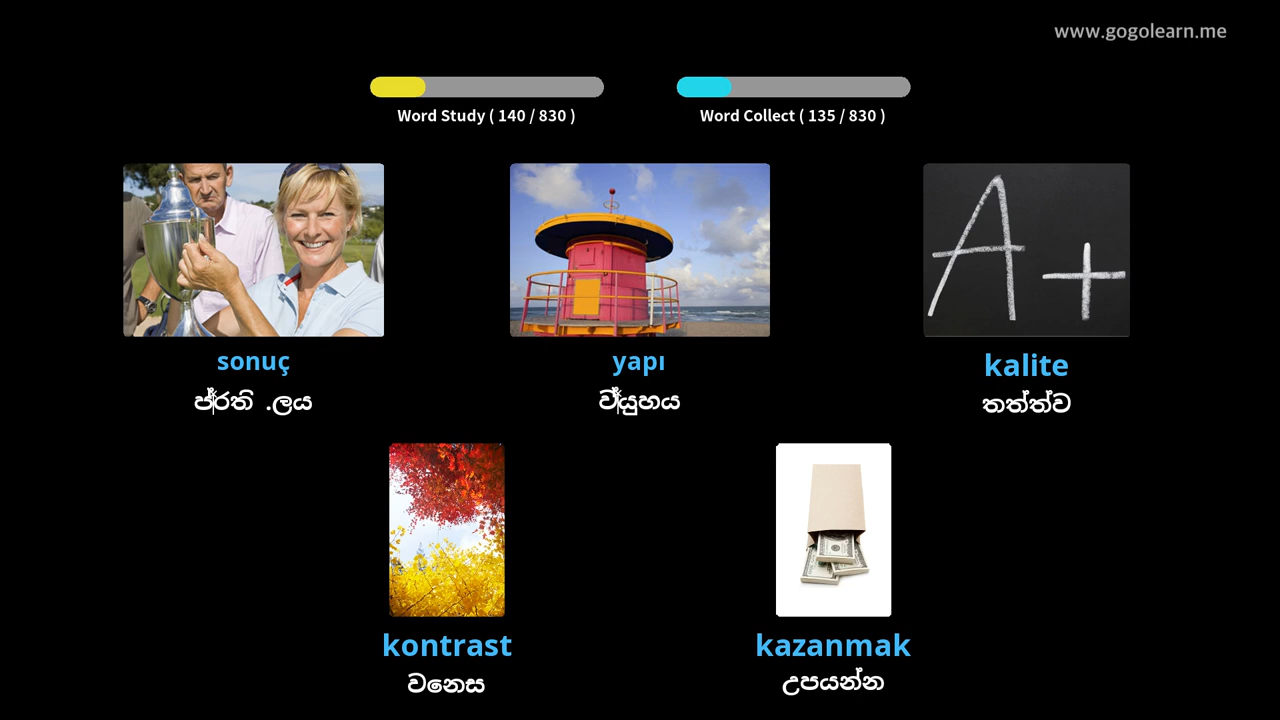 www.gogolearn.me
Word Study ( 140 / 830 )
Word Collect ( 135 / 830 )
sonuç
ප්‍රති .ලය
yapı
ව්‍යුහය
kalite
තත්ත්ව
kontrast
වනෙස
kazanmak
උපයන්න